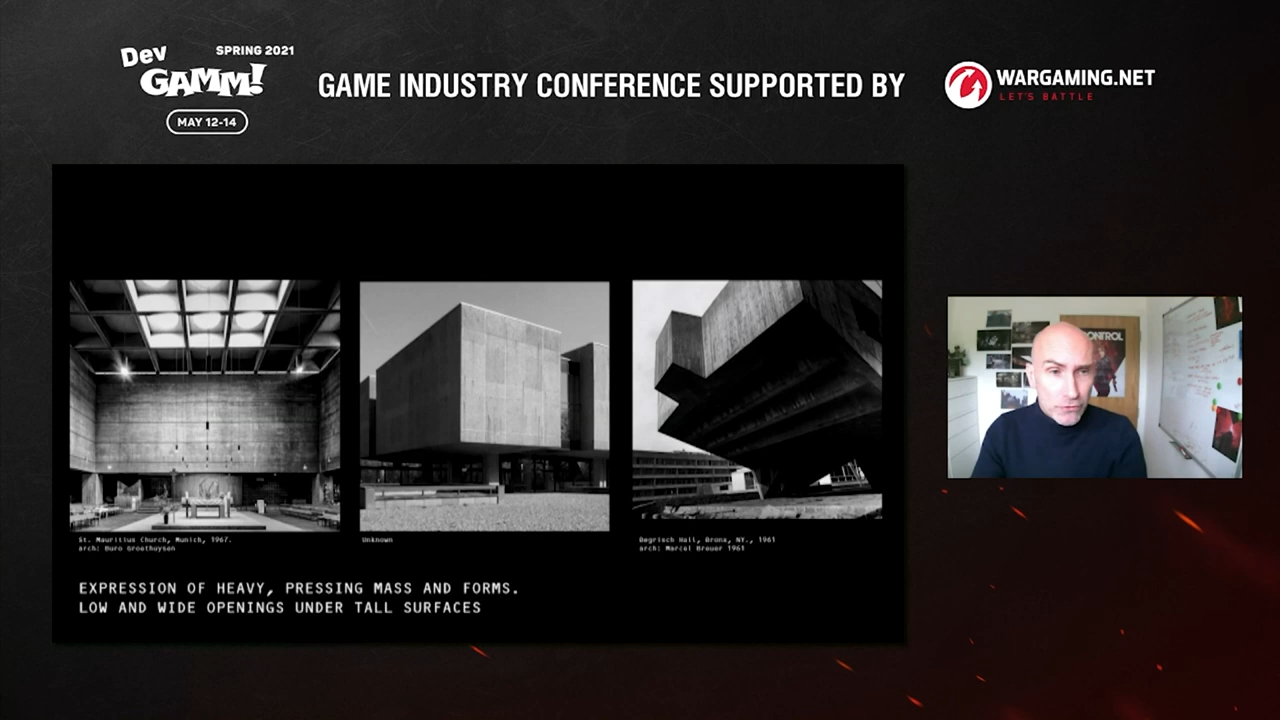 Dev
GAMM!
SPRING 2021
MAY 12-14
GAME INDUSTRY CONFERENCE SUPPORTED BY
WARGAMING.NET
LET'S BATTLE
CONTROL
St. Mauritius Church, Munich, 1967.
arch: Buro Groethuysen
Unknown
Begrisch Hall, Bronx, NY., 1961
arch: Marcel Breuer 1961
EXPRESSION OF HEAVY, PRESSING MASS AND FORMS.
LOW AND WIDE OPENINGS UNDER TALL SURFACES